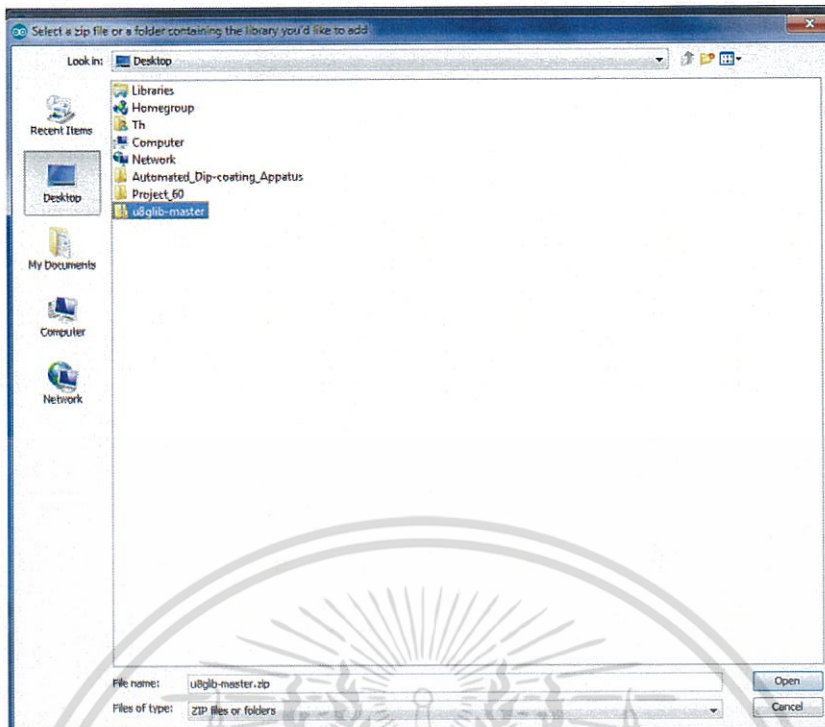 Select a zip file or a folder containing the library you'd like to add
Look in: Desktop
Recent Items
Desktop
My Documents
Computer
Network
Libraries
Homegroup
Th
Computer
Network
Automated_Dip-coating_Appatus
Project_60
u8glib-master
File name: u8glib-master.zip Open
Files of type: ZIP files or folders Cancel